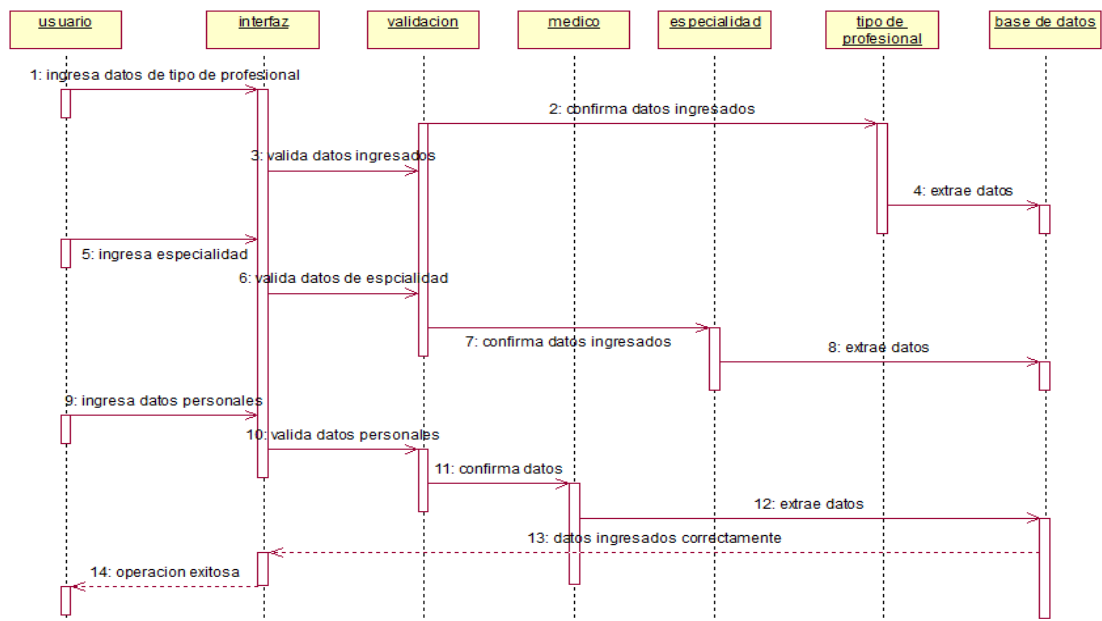 usuario
interfaz
validacion
medico
especialidad
tipo de
profesional
base de datos
1: ingresa datos de tipo de profesional
2: confirma datos ingresados
3: valida datos ingresados
4: extrae datos
5: ingresa especialidad
6: valida datos de espcialidad
7: confirma datos ingresados
8: extrae datos
9: ingresa datos personales
10: valida datos personales
11: confirma datos
12: extrae datos
13: datos ingresados correctamente
14: operacion exitosa